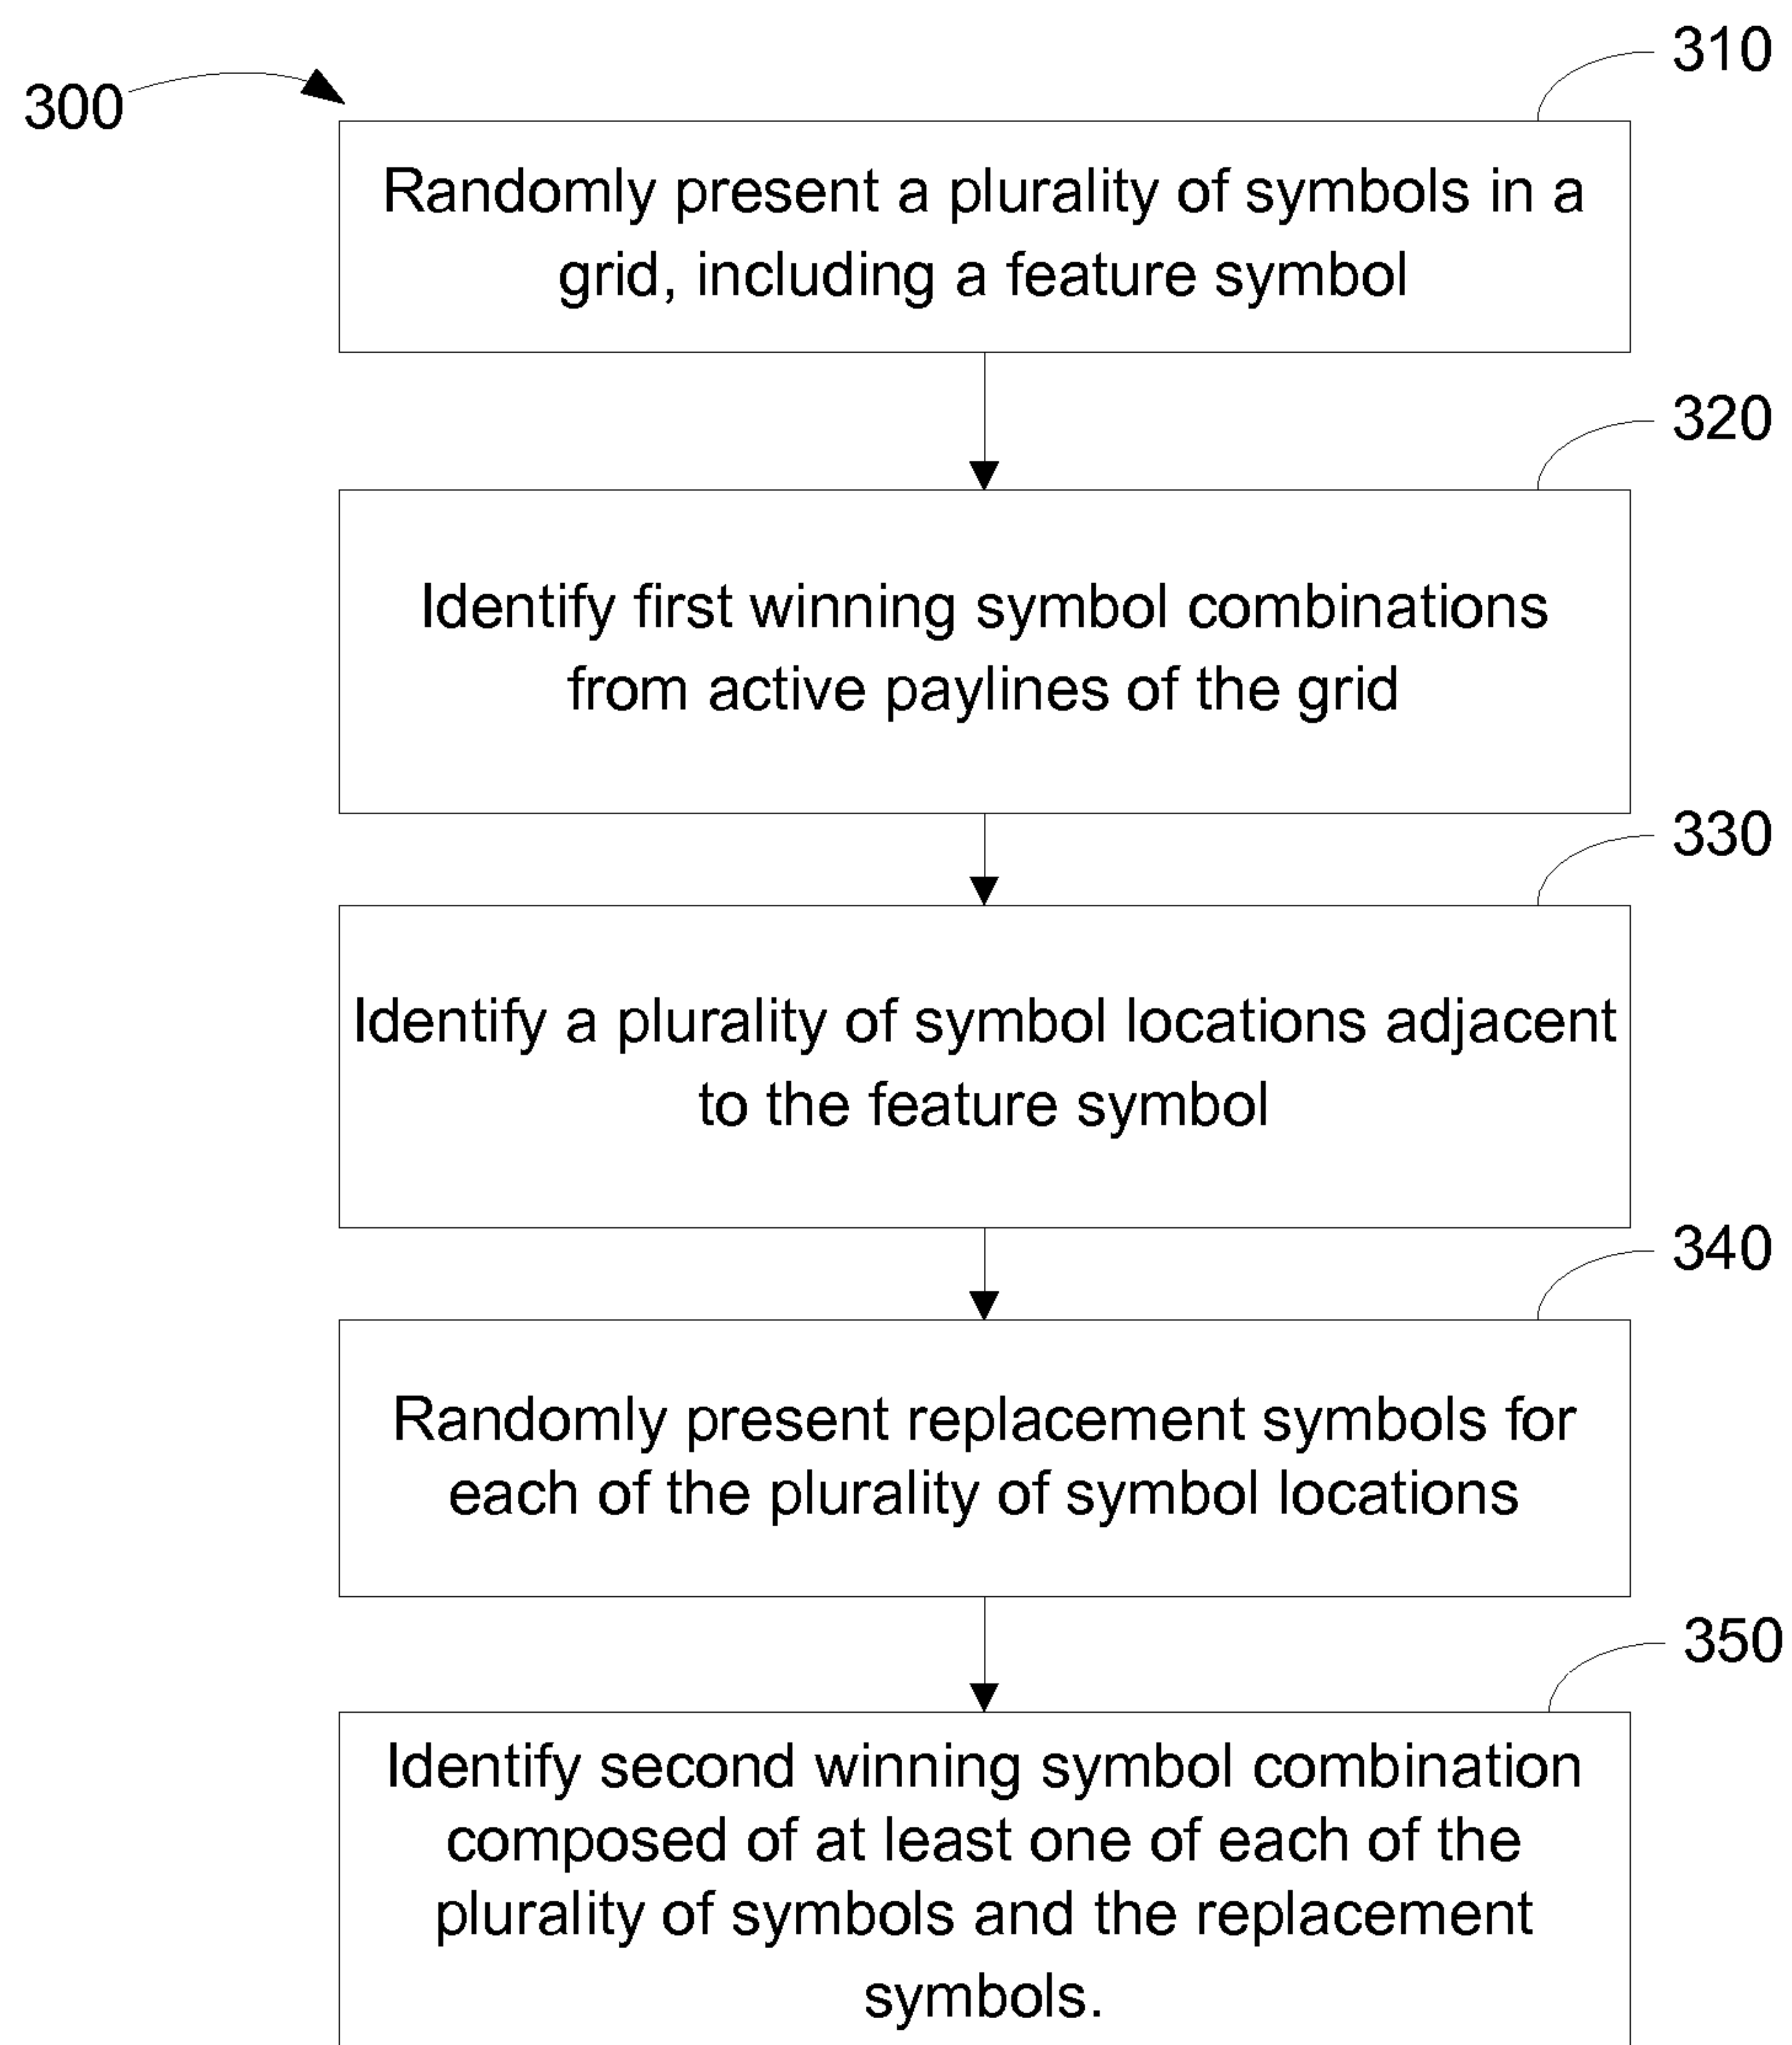 310
300
Randomly present a plurality of symbols in a
grid, including a feature symbol
320
Identify first winning symbol combinations
from active paylines of the grid
330
Identify a plurality of symbol locations adjacent
to the feature symbol
340
Randomly present replacement symbols for
each of the plurality of symbol locations
350
Identify second winning symbol combination
composed of at least one of each of the
plurality of symbols and the replacement
symbols.